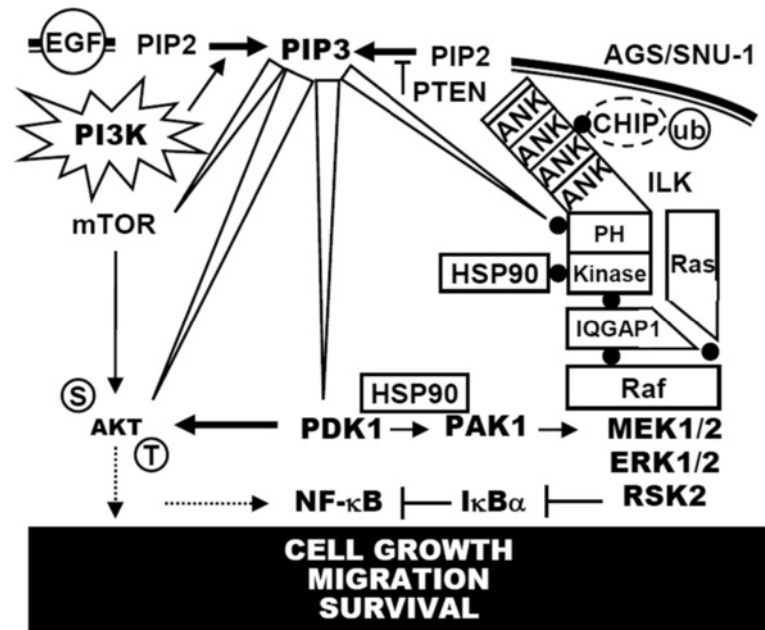 EGF
PIP2
PIP3
PIP2
AGS/SNU-1
PTEN
PI3K
ANK
ANK
ANK
ANK
CHIP
ub
ILK
mTOR
PH
HSP90
Kinase
Ras
IQGAP1
HSP90
Raf
S
AKT
T
PDK1
PAK1
MEK1/2
ERK1/2
NF-κB
IκBα
RSK2
CELL GROWTH
MIGRATION
SURVIVAL